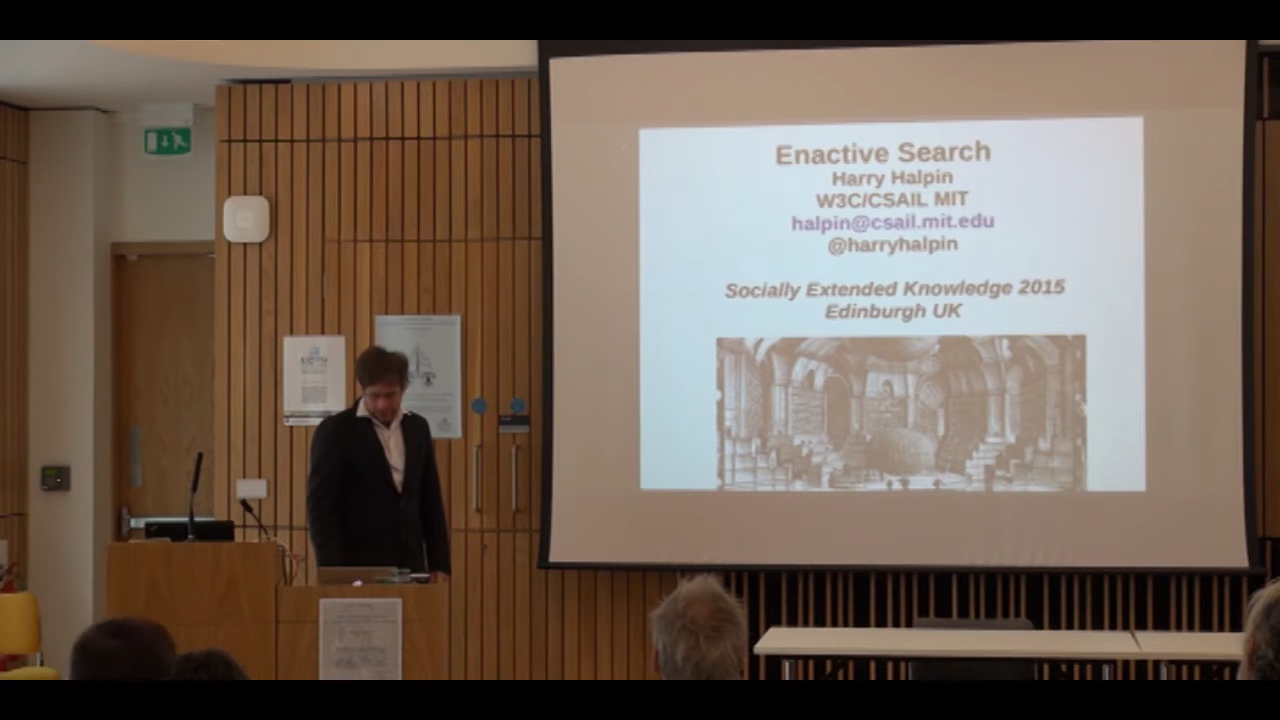 Enactive Search
Harry Halpin
W3C/CSAIL MIT
halpin@csail.mit.edu
@harryhalpin
Socially Extended Knowledge 2015
Edinburgh UK